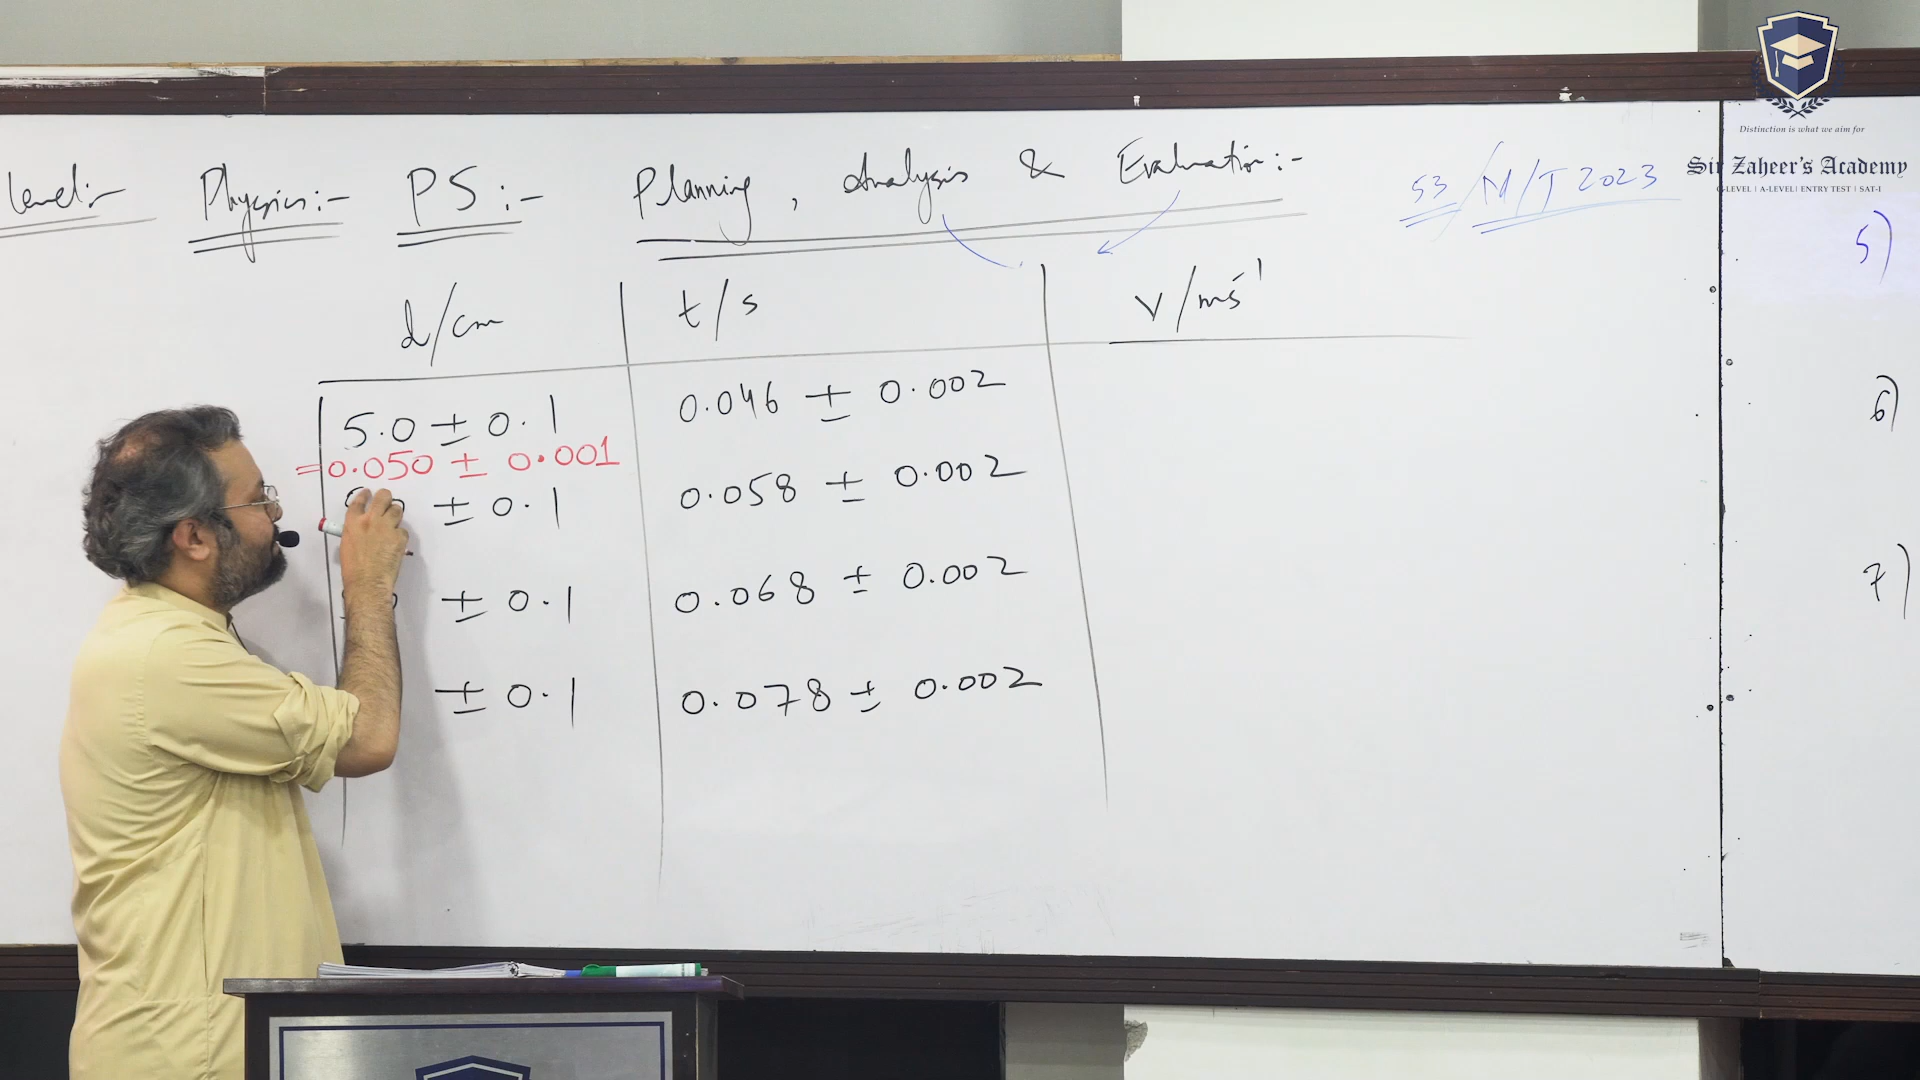 Distinction is what we aim for
Sir Zaheer's Academy
O-LEVEL | A-LEVEL | ENTRY TEST | SAT-I
level:- Physics:- P5:- Planning, Analysis & Evaluation:-
53/M/J 2023
d/cm t/s v/ms⁻¹
5.0 ± 0.1 0.046 ± 0.002
=0.050 ± 0.001
± 0.1 0.058 ± 0.002
± 0.1 0.068 ± 0.002
± 0.1 0.078 ± 0.002
5)
6)
7)